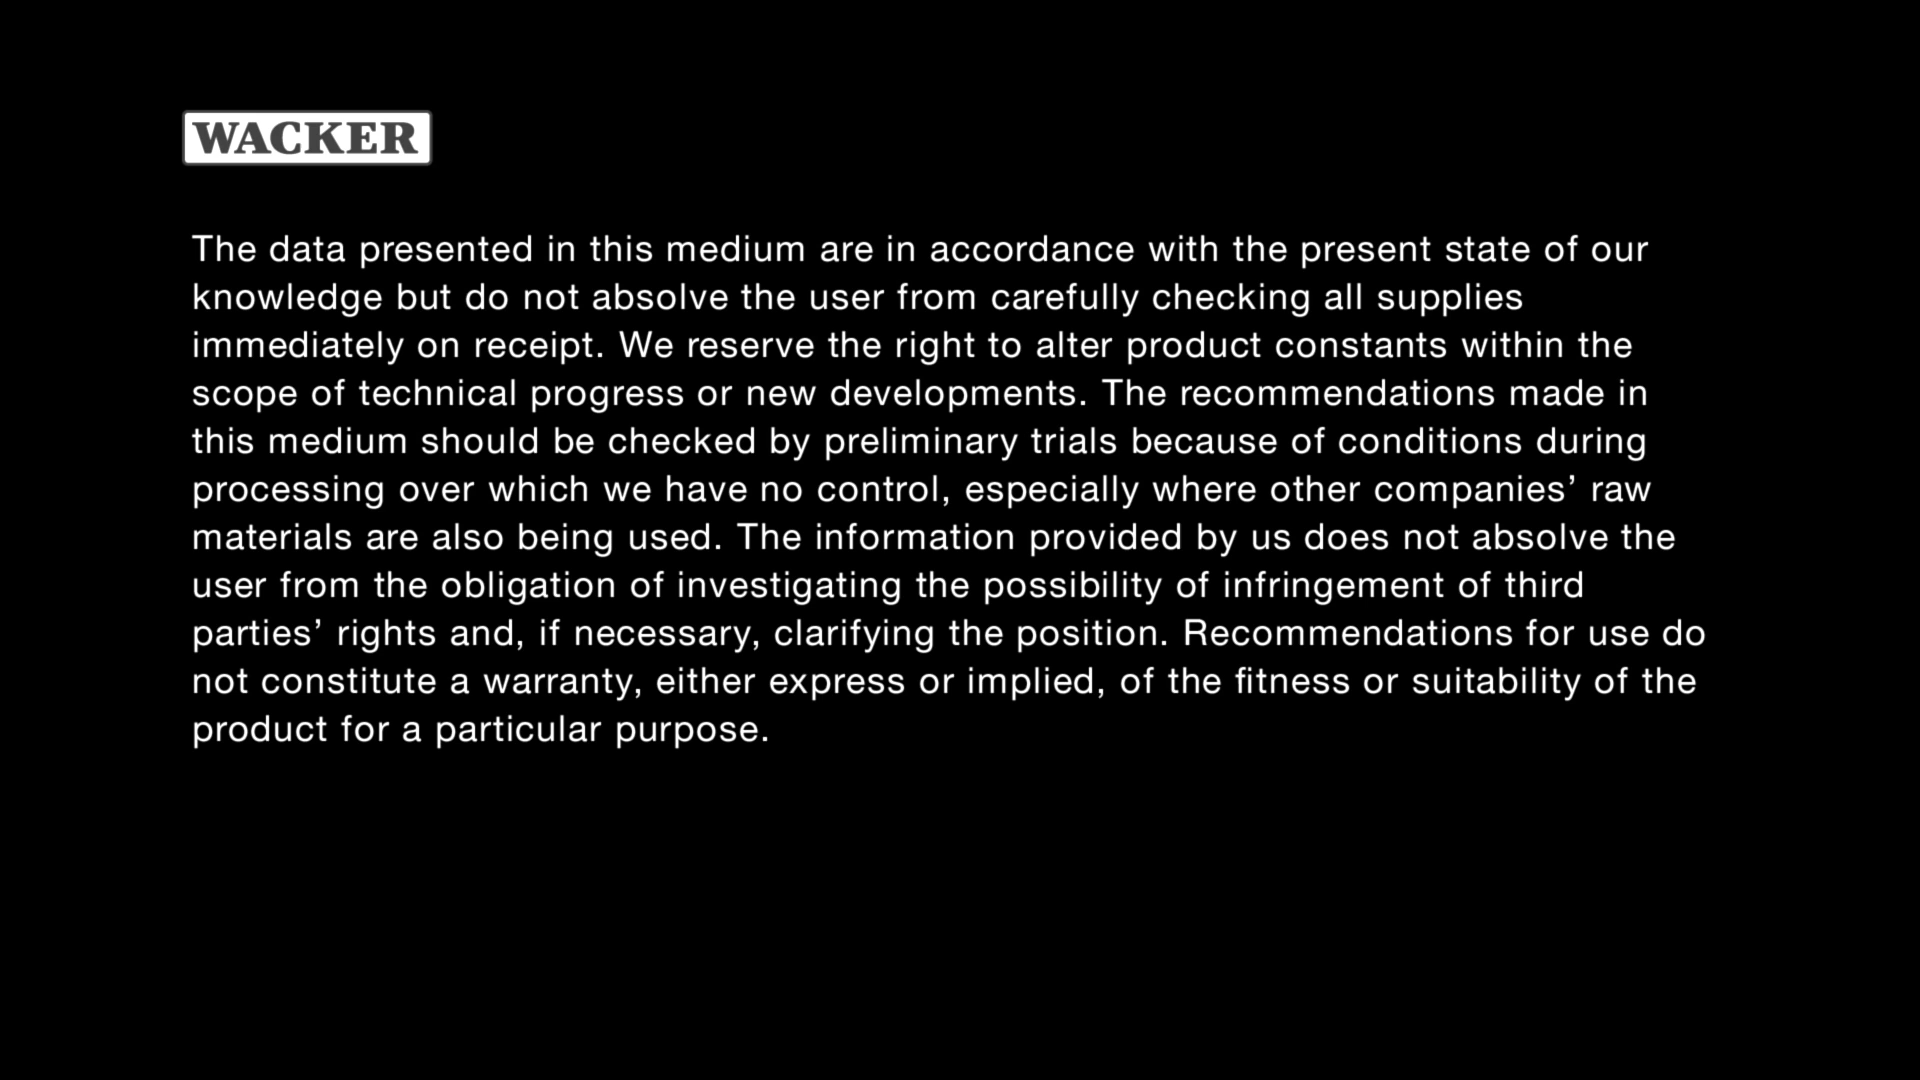 WACKER
The data presented in this medium are in accordance with the present state of our
knowledge but do not absolve the user from carefully checking all supplies
immediately on receipt. We reserve the right to alter product constants within the
scope of technical progress or new developments. The recommendations made in
this medium should be checked by preliminary trials because of conditions during
processing over which we have no control, especially where other companies’ raw
materials are also being used. The information provided by us does not absolve the
user from the obligation of investigating the possibility of infringement of third
parties’ rights and, if necessary, clarifying the position. Recommendations for use do
not constitute a warranty, either express or implied, of the fitness or suitability of the
product for a particular purpose.